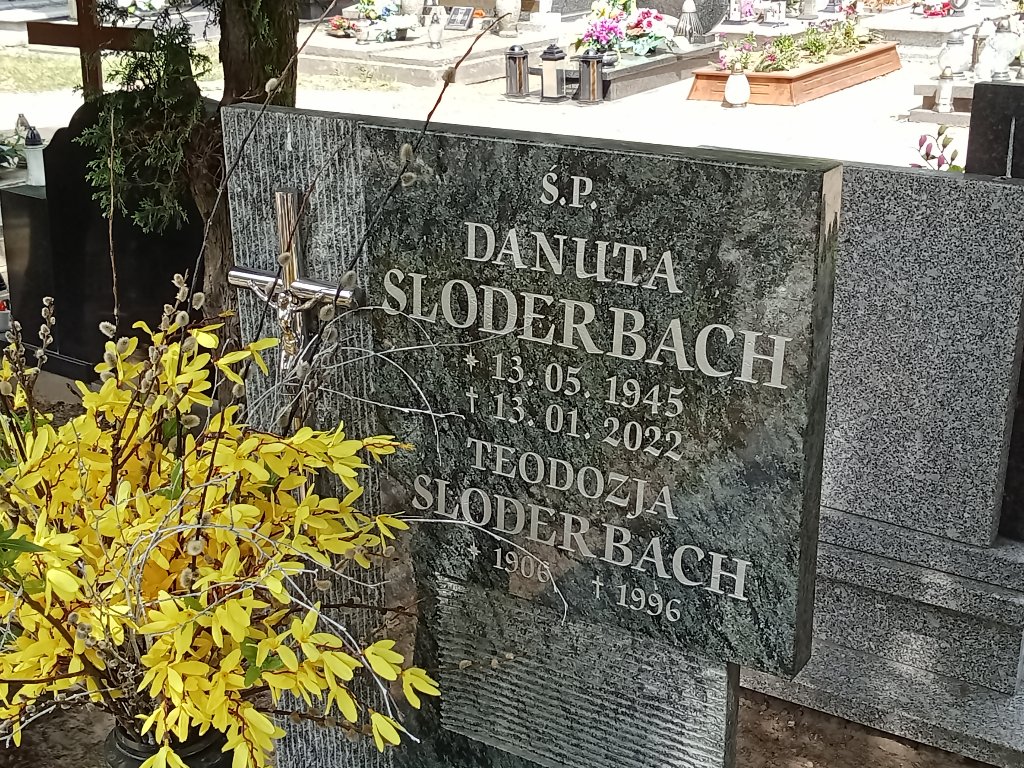 Ś.P.
DANUTA
SLODERBACH
* 13. 05. 1945
† 13. 01. 2022
TEODOZJA
SLODERBACH
* 1906 † 1996